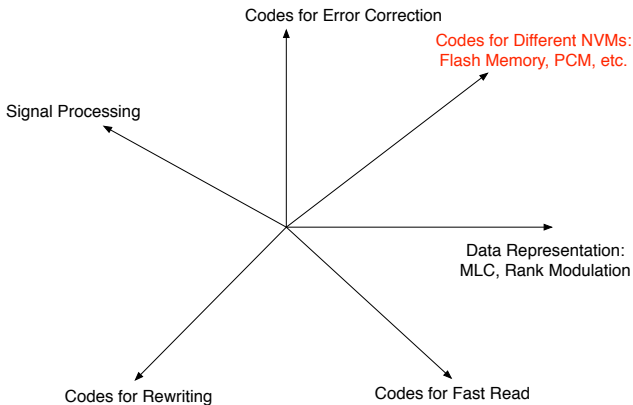 Codes for Error Correction
Codes for Different NVMs:
Flash Memory, PCM, etc.
Signal Processing
Data Representation:
MLC, Rank Modulation
Codes for Rewriting
Codes for Fast Read